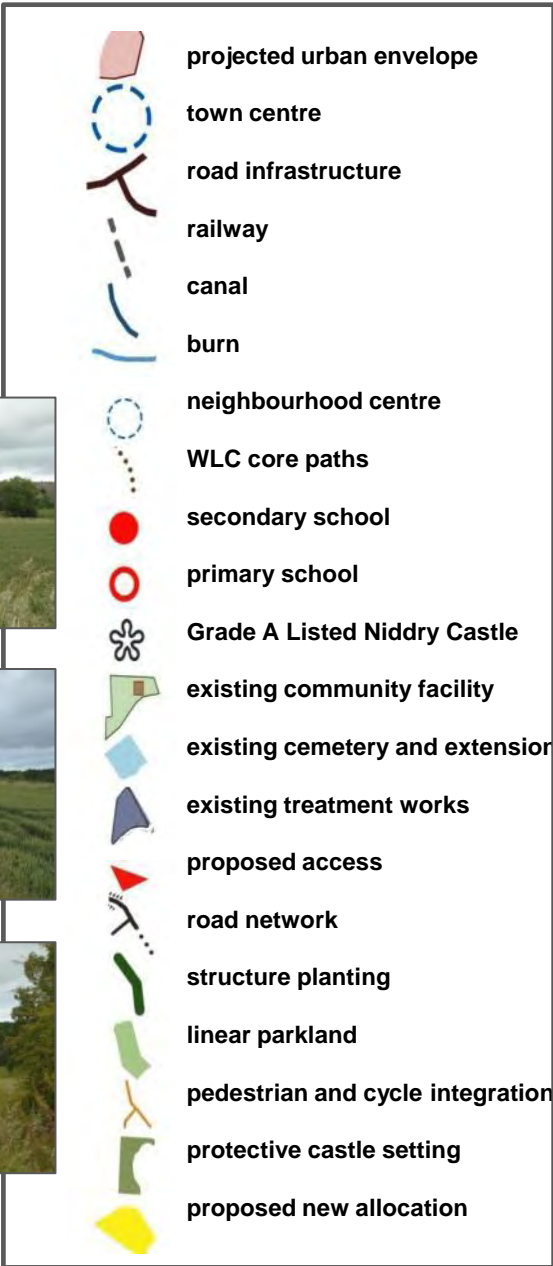 projected urban envelope
town centre
road infrastructure
railway
canal
burn
neighbourhood centre
WLC core paths
secondary school
primary school
Grade A Listed Niddry Castle
existing community facility
existing cemetery and extension
existing treatment works
proposed access
road network
structure planting
linear parkland
pedestrian and cycle integration
protective castle setting
proposed new allocation